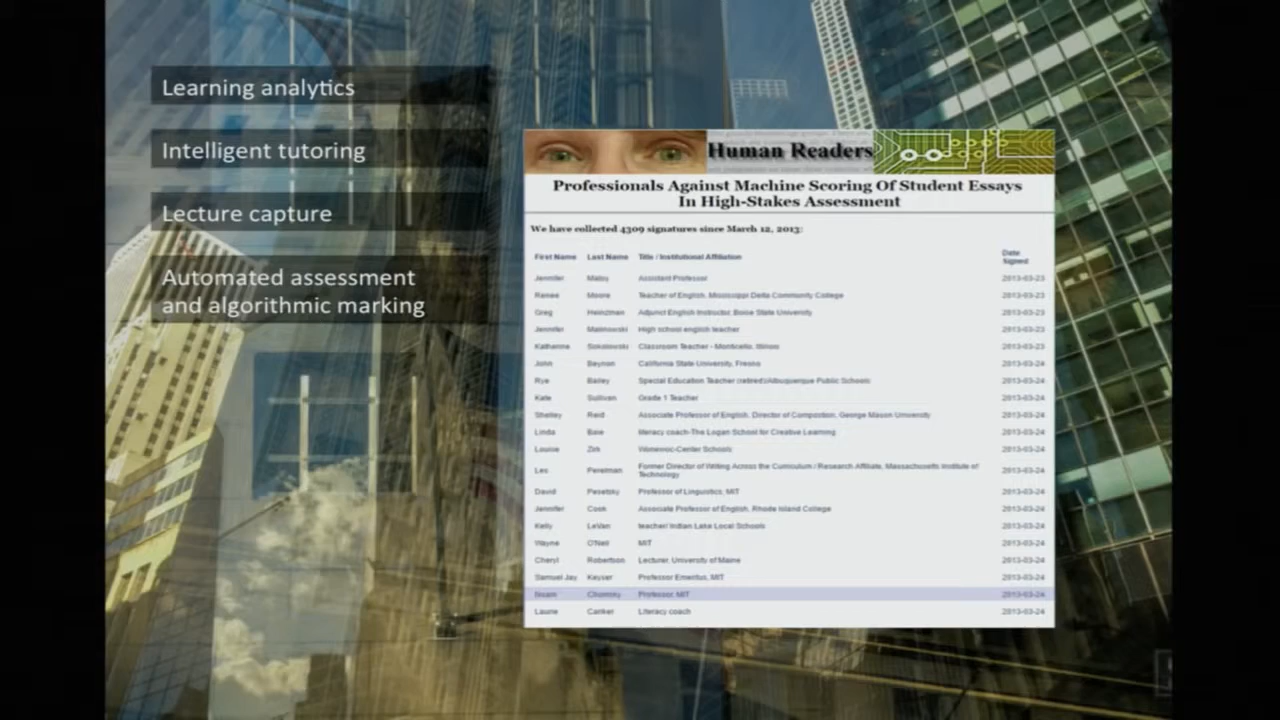 Learning analytics
Intelligent tutoring
Lecture capture
Automated assessment
and algorithmic marking
Human Readers
Professionals Against Machine Scoring Of Student Essays
In High-Stakes Assessment
We have collected 4309 signatures since March 12, 2013:
First Name Last Name Title / Institutional Affiliation Date Signed
Jennifer Assistant Professor 2013-03-23
Renee Moore Teacher of English, Mississippi Delta Community College 2013-03-23
Greg Heinzman Adjunct English Instructor, Boise State University 2013-03-23
Jennifer Malinowski High school english teacher 2013-03-23
Katherine Sokolowski Classroom Teacher - Monticello, Illinois 2013-03-23
John Beynon California State University, Fresno 2013-03-24
Rye Bailey Special Education Teacher (retired)/Albuquerque Public Schools 2013-03-24
Kate Sullivan Grade 1 Teacher 2013-03-24
Shelley Reid Associate Professor of English, Director of Composition, George Mason University 2013-03-24
Linda Baie literacy coach-The Logan School for Creative Learning 2013-03-24
Louise Zirk Wonewoc-Center Schools 2013-03-24
Les Perelman Former Director of Writing Across the Curriculum / Research Affiliate, Massachusetts Institute of
Technology 2013-03-24
David Pesetsky Professor of Linguistics, MIT 2013-03-24
Jennifer Cook Associate Professor of English, Rhode Island College 2013-03-24
Kelly LeVan teacher/ Indian Lake Local Schools 2013-03-24
Wayne O'Neil MIT 2013-03-24
Cheryl Robertson Lecturer, University of Maine 2013-03-24
Samuel Jay Keyser Professor Emeritus, MIT 2013-03-24
Noam Chomsky Professor, MIT 2013-03-24
Laurie Literacy coach 2013-03-24